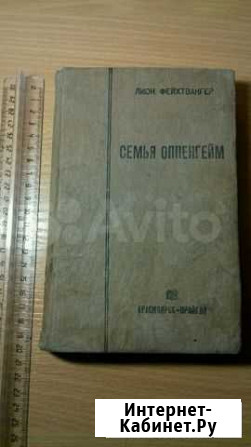 ЛИОН ФЕЙХТВАНГЕР
СЕМЬЯ ОППЕНГЕЙМ
Avito
КРАСНОЯРСК
Интернет-
Кабинет.Ру